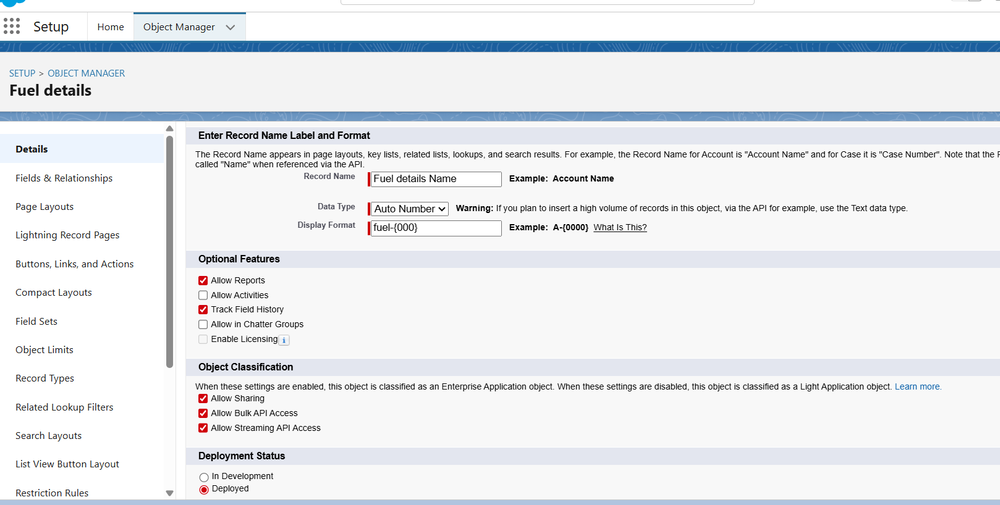 Setup
Home
Object Manager
SETUP > OBJECT MANAGER
Fuel details
Details
Fields & Relationships
Page Layouts
Lightning Record Pages
Buttons, Links, and Actions
Compact Layouts
Field Sets
Object Limits
Record Types
Related Lookup Filters
Search Layouts
List View Button Layout
Restriction Rules
Enter Record Name Label and Format
The Record Name appears in page layouts, key lists, related lists, lookups, and search results. For example, the Record Name for Account is "Account Name" and for Case it is "Case Number". Note that the
called "Name" when referenced via the API.
Record Name Fuel details Name Example: Account Name
Data Type Auto Number Warning: If you plan to insert a high volume of records in this object, via the API for example, use the Text data type.
Display Format fuel-{000} Example: A-{0000} What Is This?
Optional Features
Allow Reports
Allow Activities
Track Field History
Allow in Chatter Groups
Enable Licensing i
Object Classification
When these settings are enabled, this object is classified as an Enterprise Application object. When these settings are disabled, this object is classified as a Light Application object. Learn more.
Allow Sharing
Allow Bulk API Access
Allow Streaming API Access
Deployment Status
In Development
Deployed